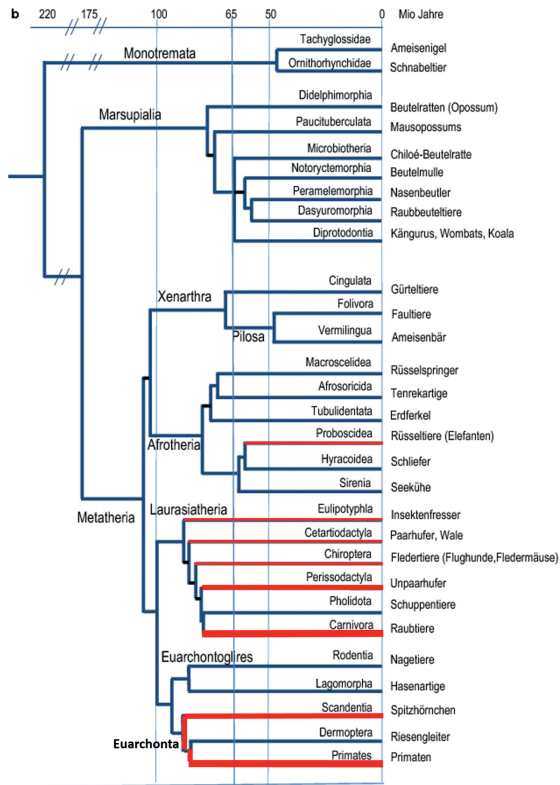 b
220 175 100 65 50 0 Mio Jahre
Tachyglossidae Ameisenigel
Monotremata
Ornithorhynchidae Schnabeltier
Didelphimorphia Beutelratten (Opossum)
Marsupialia
Paucituberculata Mausopossums
Microbiotheria Chiloé-Beutelratte
Notoryctemorphia Beutelmulle
Peramelemorphia Nasenbeutler
Dasyuromorphia Raubbeuteltiere
Diprotodontia Kängurus, Wombats, Koala
Cingulata Gürteltiere
Xenarthra
Folivora Faultiere
Vermilingua Ameisenbär
Pilosa
Macroscelidea Rüsselspringer
Afrosoricida Tenrekartige
Tubulidentata Erdferkel
Proboscidea Rüsseltiere (Elefanten)
Afrotheria
Hyracoidea Schliefer
Sirenia Seekühe
Laurasiatheria
Eulipotyphla Insektenfresser
Metatheria
Cetartiodactyla Paarhufer, Wale
Chiroptera Fledertiere (Flughunde,Fledermäuse)
Perissodactyla Unpaarhufer
Pholidota Schuppentiere
Carnivora Raubtiere
Euarchontoglires
Rodentia Nagetiere
Lagomorpha Hasenartige
Scandentia Spitzhörnchen
Dermoptera Riesengleiter
Euarchonta
Primates Primaten